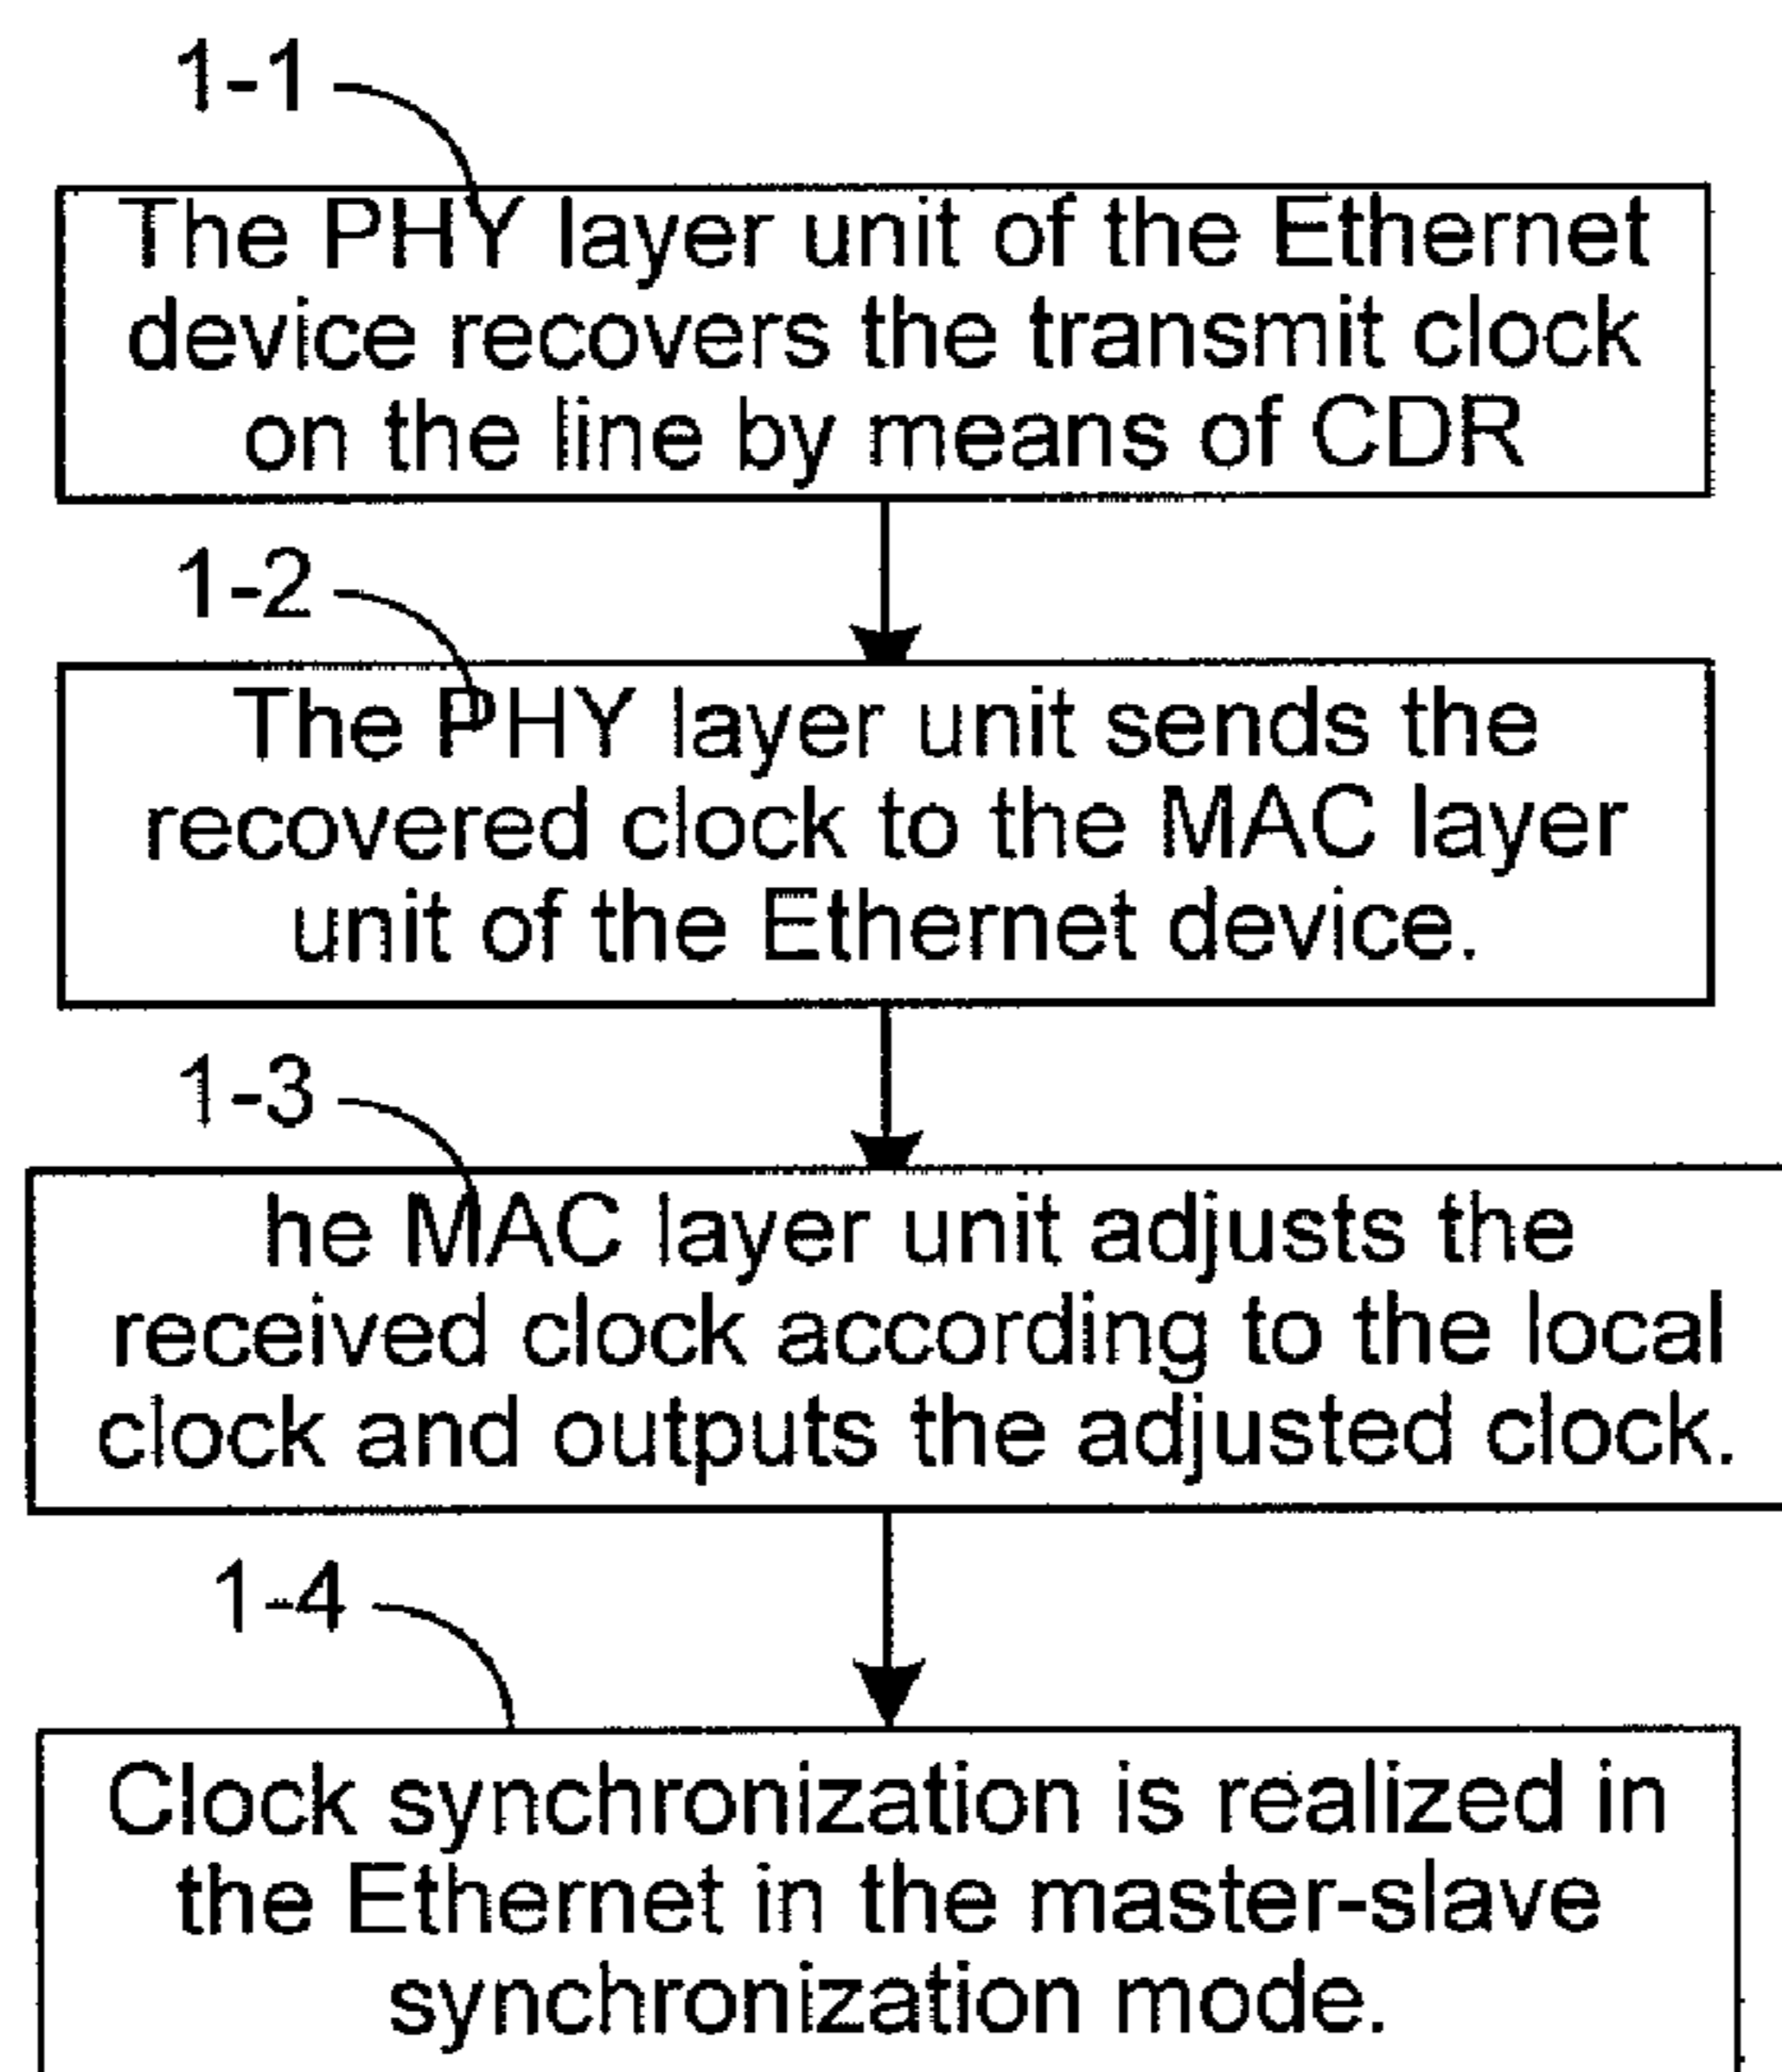 1-1
The PHY layer unit of the Ethernet
device recovers the transmit clock
on the line by means of CDR
1-2
The PHY layer unit sends the
recovered clock to the MAC layer
unit of the Ethernet device.
1-3
he MAC layer unit adjusts the
received clock according to the local
clock and outputs the adjusted clock.
1-4
Clock synchronization is realized in
the Ethernet in the master-slave
synchronization mode.